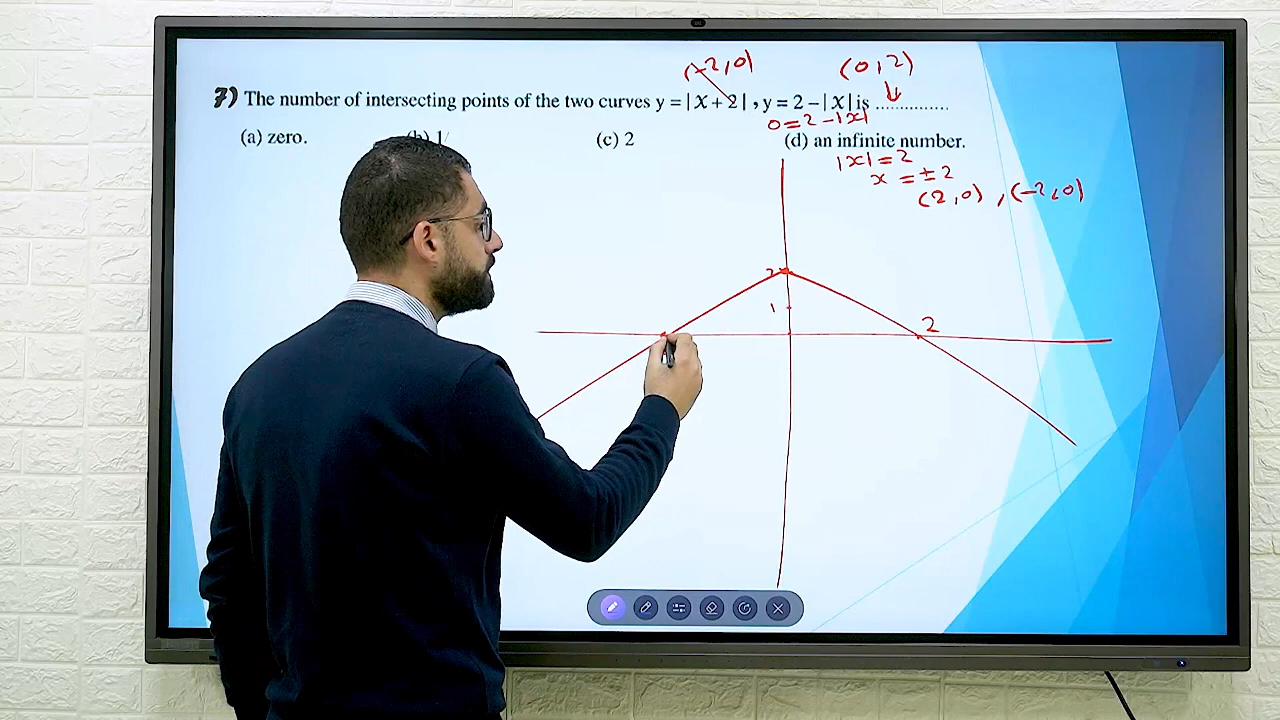 (-2,0)
(0,2)
7) The number of intersecting points of the two curves y = |X+2|, y = 2 – |X| is ...............
0=2-|x|
(a) zero. (b) 1 (c) 2 (d) an infinite number.
|x|=2
x = ±2
(2,0) , (-2,0)
2
1
2